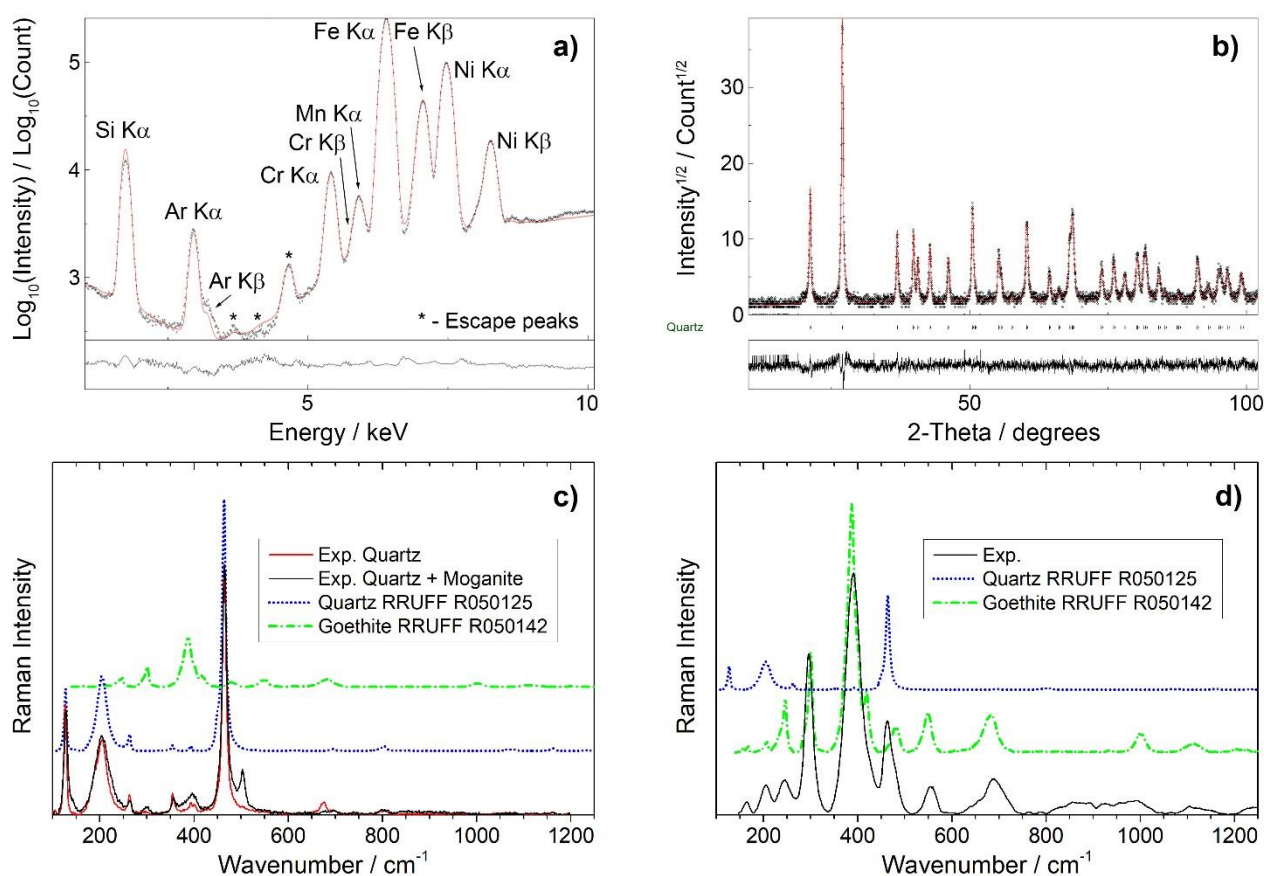 a)
Log₁₀(Intensity) / Log₁₀(Count)
5
4
3
Si Kα
Ar Kα
Ar Kβ
*
*
*
Cr Kα
Cr Kβ
Mn Kα
Fe Kα
Fe Kβ
Ni Kα
Ni Kβ
* - Escape peaks
5 10
Energy / keV
b)
Intensity¹/² / Count¹/²
30
20
10
0
Quartz
50 100
2-Theta / degrees
c)
Raman Intensity
Exp. Quartz
Exp. Quartz + Moganite
Quartz RRUFF R050125
Goethite RRUFF R050142
200 400 600 800 1000 1200
Wavenumber / cm⁻¹
d)
Raman Intensity
Exp.
Quartz RRUFF R050125
Goethite RRUFF R050142
200 400 600 800 1000 1200
Wavenumber / cm⁻¹